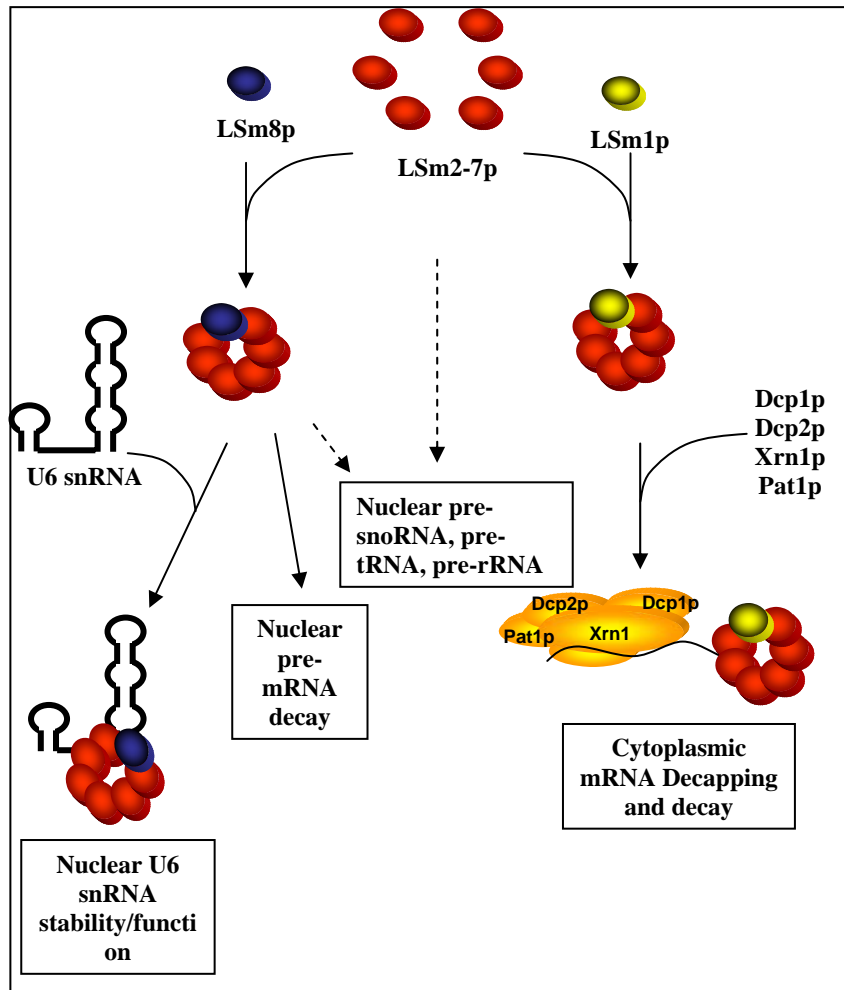 LSm8p
LSm2-7p
LSm1p
U6 snRNA
Dcp1p
Dcp2p
Xrn1p
Pat1p
Nuclear pre-
snoRNA, pre-
tRNA, pre-rRNA
Nuclear
pre-
mRNA
decay
Dcp2p
Dcp1p
Pat1p
Xrn1
Cytoplasmic
mRNA Decapping
and decay
Nuclear U6
snRNA
stability/functi
on